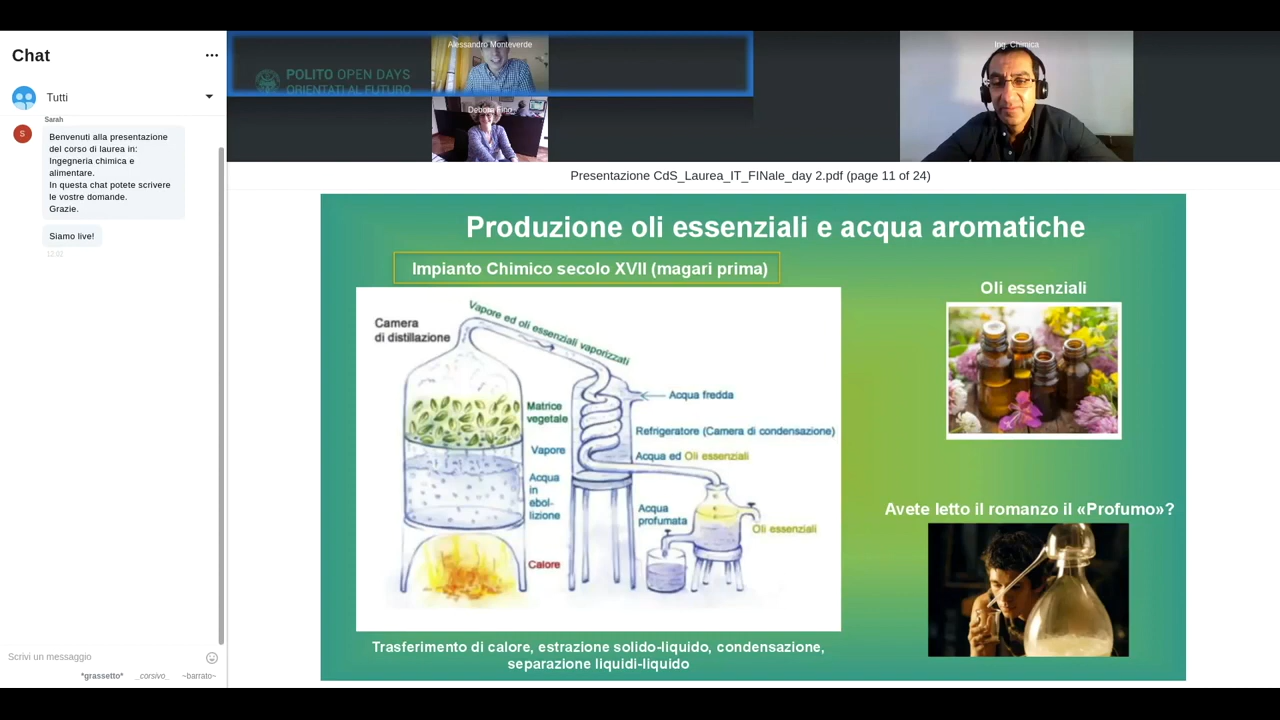 Chat
Tutti
Sarah
S
Benvenuti alla presentazione
del corso di laurea in:
Ingegneria chimica e
alimentare.
In questa chat potete scrivere
le vostre domande.
Grazie.
Siamo live!
12:02
Scrivi un messaggio
*grassetto* _corsivo_ ~barrato~
Alessandro Monteverde
POLITO OPEN DAYS
ORIENTATI AL FUTURO
Debora Fino
Ing. Chimica
Presentazione CdS_Laurea_IT_FINale_day 2.pdf (page 11 of 24)
Produzione oli essenziali e acqua aromatiche
Impianto Chimico secolo XVII (magari prima)
Camera
di distillazione
Vapore ed oli essenziali vaporizzati
Acqua fredda
Matrice
vegetale
Refrigeratore (Camera di condensazione)
Vapore
Acqua ed Oli essenziali
Acqua
in
ebol-
lizione
Acqua
profumata
Oli essenziali
Calore
Trasferimento di calore, estrazione solido-liquido, condensazione,
separazione liquidi-liquido
Oli essenziali
Avete letto il romanzo il «Profumo»?